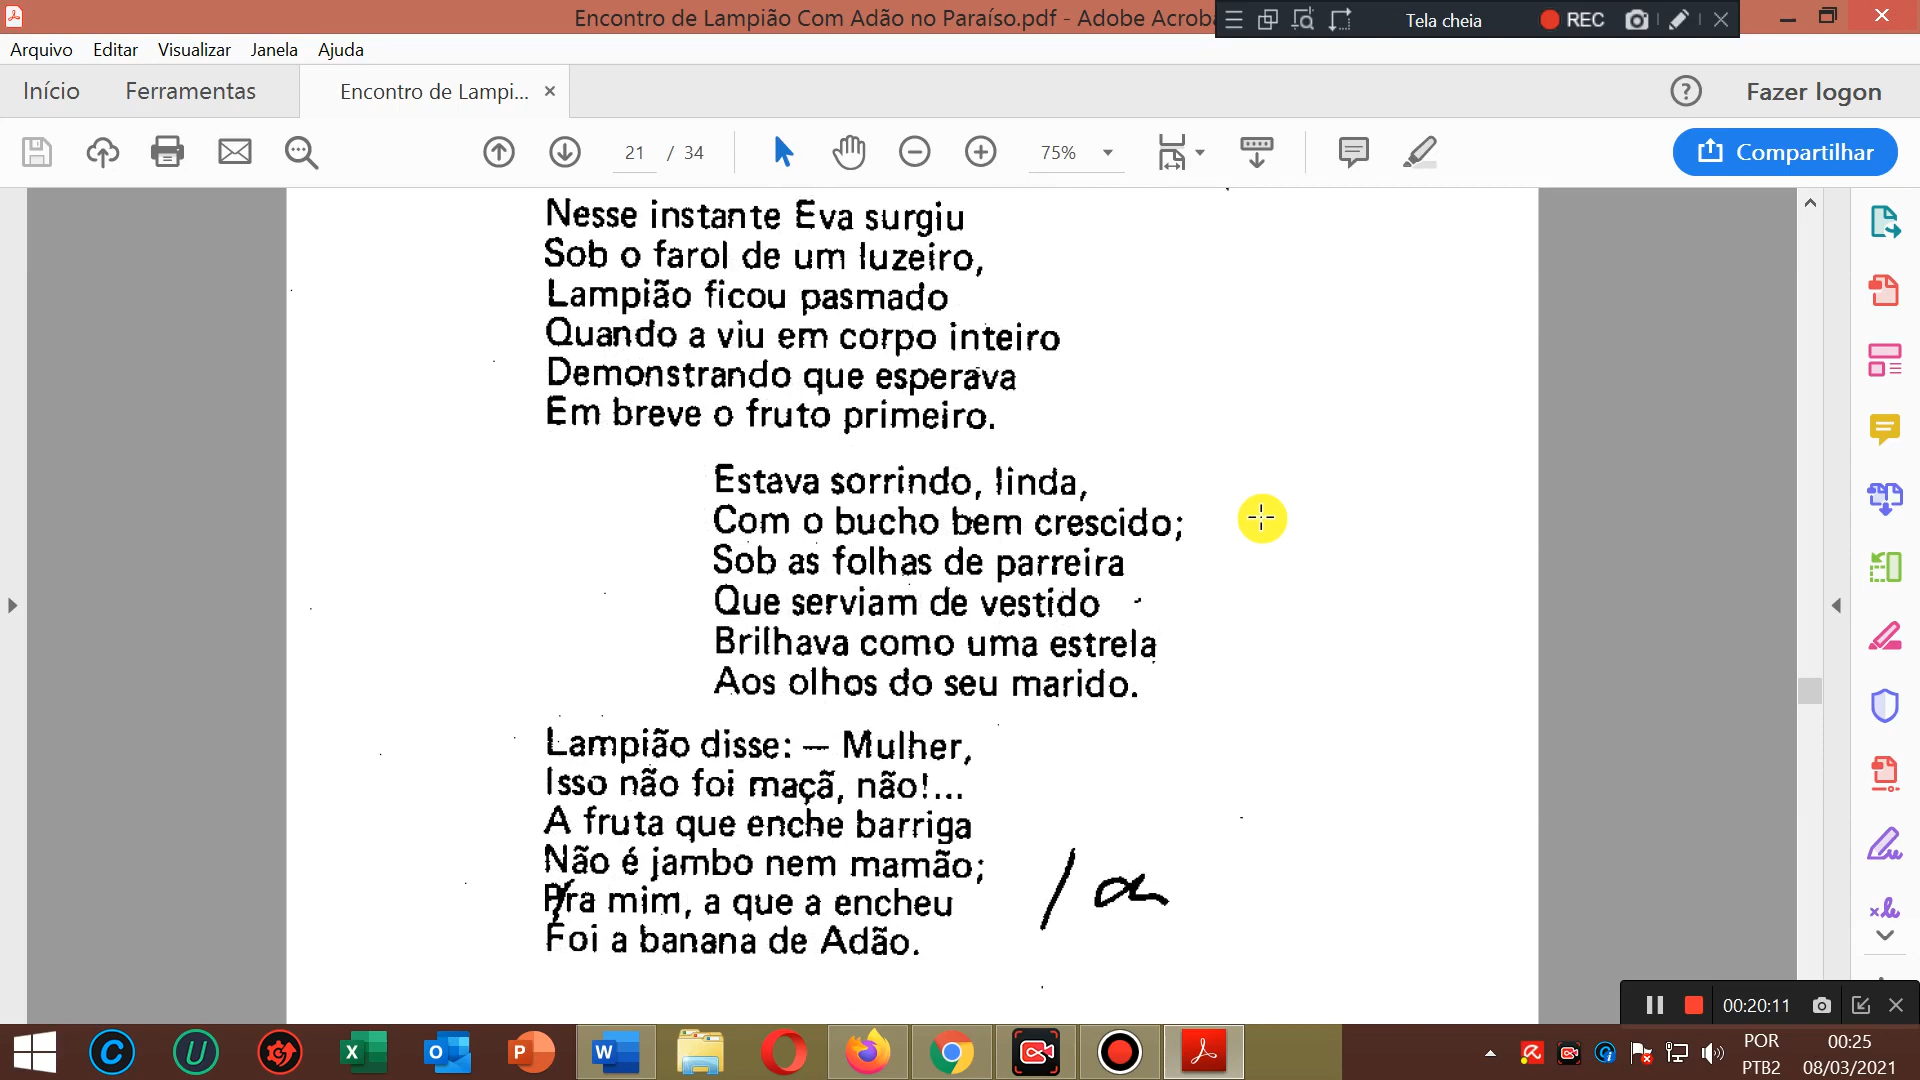 Encontro de Lampião Com Adão no Paraíso.pdf - Adobe Acroba
Tela cheia
REC
Arquivo Editar Visualizar Janela Ajuda
Início Ferramentas Encontro de Lampi... Fazer logon
21 / 34 75% Compartilhar
Nesse instante Eva surgiu
Sob o farol de um luzeiro,
Lampião ficou pasmado
Quando a viu em corpo inteiro
Demonstrando que esperava
Em breve o fruto primeiro.
Estava sorrindo, linda,
Com o bucho bem crescido;
Sob as folhas de parreira
Que serviam de vestido
Brilhava como uma estrela
Aos olhos do seu marido.
Lampião disse: — Mulher,
Isso não foi maçã, não!...
A fruta que enche barriga
Não é jambo nem mamão;
Pra mim, a que a encheu
Foi a banana de Adão.
00:20:11
POR 00:25
PTB2 08/03/2021